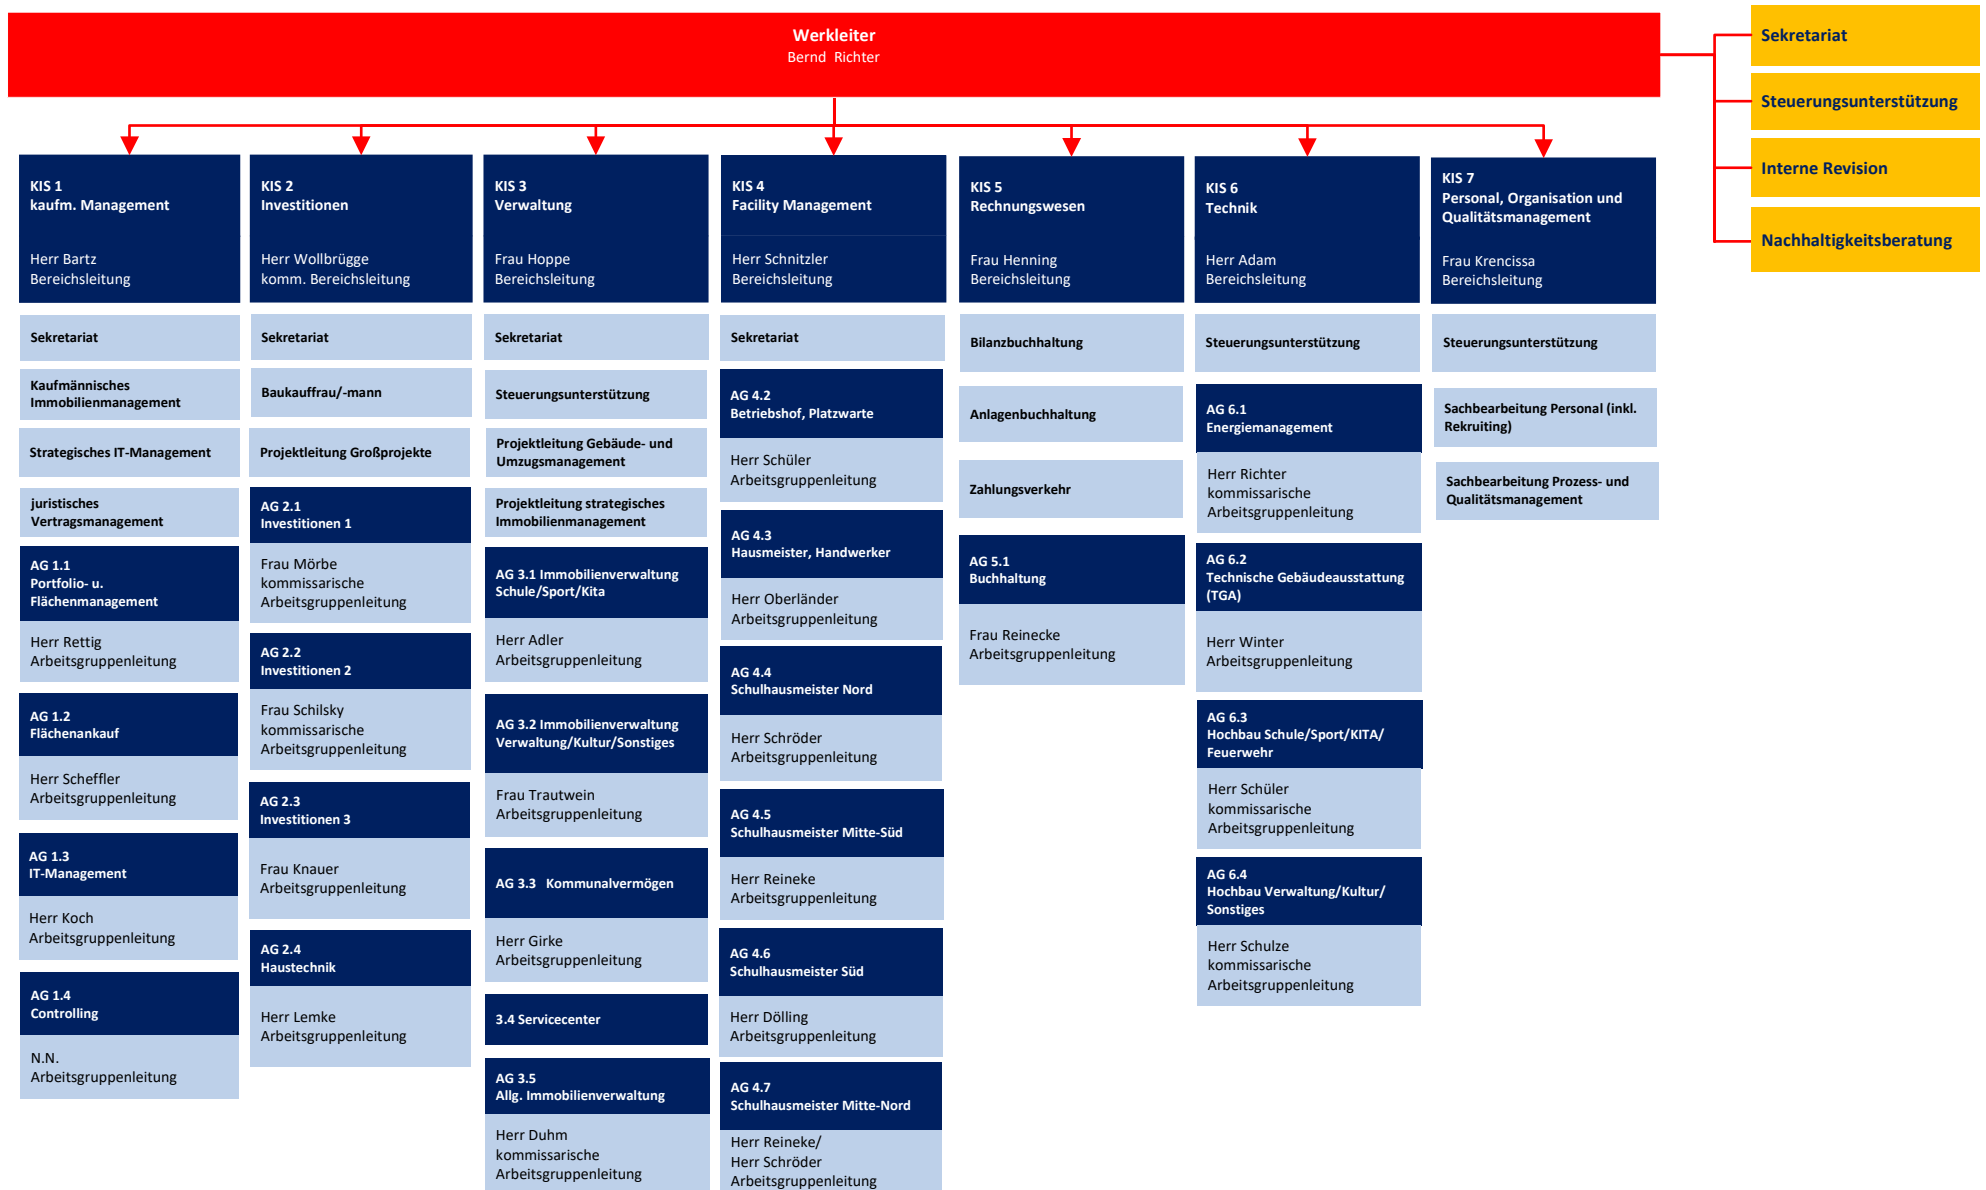 Werkleiter
Bernd Richter
Sekretariat
Steuerungsunterstützung
Interne Revision
Nachhaltigkeitsberatung
KIS 1
kaufm. Management
Herr Bartz
Bereichsleitung
Sekretariat
Kaufmännisches
Immobilienmanagement
Strategisches IT-Management
juristisches
Vertragsmanagement
AG 1.1
Portfolio- u.
Flächenmanagement
Herr Rettig
Arbeitsgruppenleitung
AG 1.2
Flächenankauf
Herr Scheffler
Arbeitsgruppenleitung
AG 1.3
IT-Management
Herr Koch
Arbeitsgruppenleitung
AG 1.4
Controlling
N.N.
Arbeitsgruppenleitung
KIS 2
Investitionen
Herr Wollbrügge
komm. Bereichsleitung
Sekretariat
Baukauffrau/-mann
Projektleitung Großprojekte
AG 2.1
Investitionen 1
Frau Mörbe
kommissarische
Arbeitsgruppenleitung
AG 2.2
Investitionen 2
Frau Schilsky
kommissarische
Arbeitsgruppenleitung
AG 2.3
Investitionen 3
Frau Knauer
Arbeitsgruppenleitung
AG 2.4
Haustechnik
Herr Lemke
Arbeitsgruppenleitung
KIS 3
Verwaltung
Frau Hoppe
Bereichsleitung
Sekretariat
Steuerungsunterstützung
Projektleitung Gebäude- und
Umzugsmanagement
Projektleitung strategisches
Immobilienmanagement
AG 3.1 Immobilienverwaltung
Schule/Sport/Kita
Herr Adler
Arbeitsgruppenleitung
AG 3.2 Immobilienverwaltung
Verwaltung/Kultur/Sonstiges
Frau Trautwein
Arbeitsgruppenleitung
AG 3.3 Kommunalvermögen
Herr Girke
Arbeitsgruppenleitung
3.4 Servicecenter
AG 3.5
Allg. Immobilienverwaltung
Herr Duhm
kommissarische
Arbeitsgruppenleitung
KIS 4
Facility Management
Herr Schnitzler
Bereichsleitung
Sekretariat
AG 4.2
Betriebshof, Platzwarte
Herr Schüler
Arbeitsgruppenleitung
AG 4.3
Hausmeister, Handwerker
Herr Oberländer
Arbeitsgruppenleitung
AG 4.4
Schulhausmeister Nord
Herr Schröder
Arbeitsgruppenleitung
AG 4.5
Schulhausmeister Mitte-Süd
Herr Reineke
Arbeitsgruppenleitung
AG 4.6
Schulhausmeister Süd
Herr Dölling
Arbeitsgruppenleitung
AG 4.7
Schulhausmeister Mitte-Nord
Herr Reineke/
Herr Schröder
Arbeitsgruppenleitung
KIS 5
Rechnungswesen
Frau Henning
Bereichsleitung
Bilanzbuchhaltung
Anlagenbuchhaltung
Zahlungsverkehr
AG 5.1
Buchhaltung
Frau Reinecke
Arbeitsgruppenleitung
KIS 6
Technik
Herr Adam
Bereichsleitung
Steuerungsunterstützung
AG 6.1
Energiemanagement
Herr Richter
kommissarische
Arbeitsgruppenleitung
AG 6.2
Technische Gebäudeausstattung
(TGA)
Herr Winter
Arbeitsgruppenleitung
AG 6.3
Hochbau Schule/Sport/KITA/
Feuerwehr
Herr Schüler
kommissarische
Arbeitsgruppenleitung
AG 6.4
Hochbau Verwaltung/Kultur/
Sonstiges
Herr Schulze
kommissarische
Arbeitsgruppenleitung
KIS 7
Personal, Organisation und
Qualitätsmanagement
Frau Krencissa
Bereichsleitung
Steuerungsunterstützung
Sachbearbeitung Personal (inkl.
Rekruiting)
Sachbearbeitung Prozess- und
Qualitätsmanagement